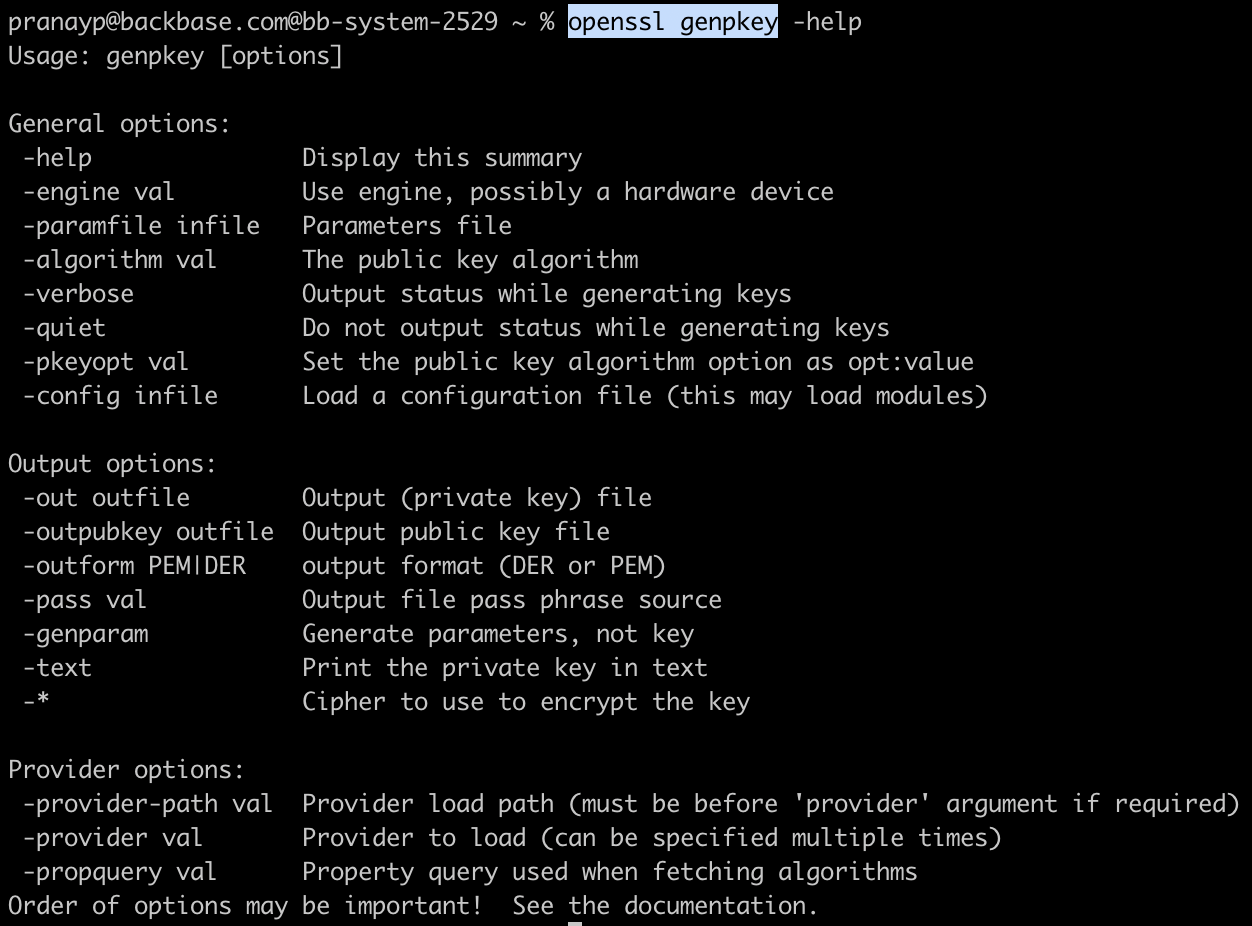 pranayp@backbase.com@bb-system-2529 ~ % openssl genpkey -help
Usage: genpkey [options]

General options:
 -help               Display this summary
 -engine val         Use engine, possibly a hardware device
 -paramfile infile   Parameters file
 -algorithm val      The public key algorithm
 -verbose            Output status while generating keys
 -quiet              Do not output status while generating keys
 -pkeyopt val        Set the public key algorithm option as opt:value
 -config infile      Load a configuration file (this may load modules)

Output options:
 -out outfile        Output (private key) file
 -outpubkey outfile  Output public key file
 -outform PEM|DER    output format (DER or PEM)
 -pass val           Output file pass phrase source
 -genparam           Generate parameters, not key
 -text               Print the private key in text
 -*                  Cipher to use to encrypt the key

Provider options:
 -provider-path val  Provider load path (must be before 'provider' argument if required)
 -provider val       Provider to load (can be specified multiple times)
 -propquery val      Property query used when fetching algorithms
Order of options may be important!  See the documentation.